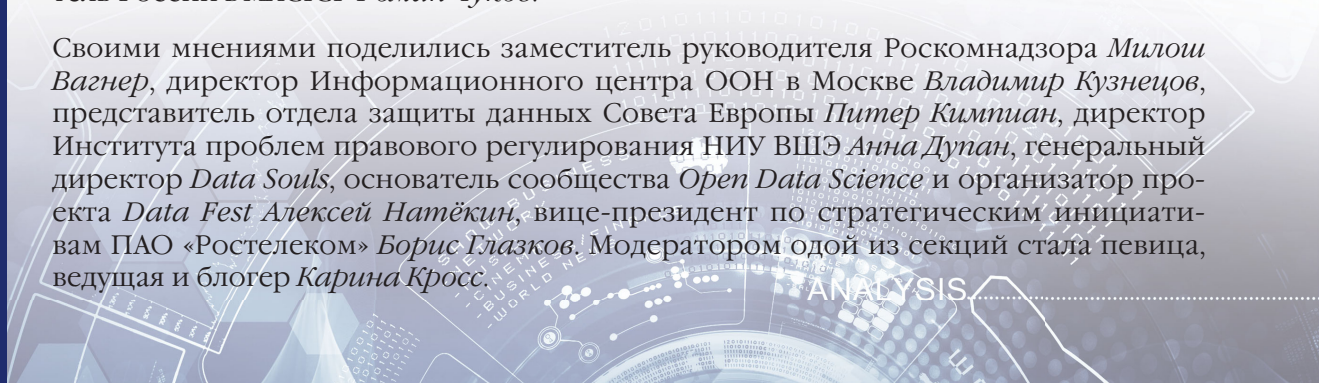 Своими мнениями поделились заместитель руководителя Роскомнадзора Милош
Вагнер, директор Информационного центра ООН в Москве Владимир Кузнецов,
представитель отдела защиты данных Совета Европы Питер Кимпиан, директор
Института проблем правового регулирования НИУ ВШЭ Анна Дупан, генеральный
директор Data Souls, основатель сообщества Open Data Science и организатор про-
екта Data Fest Алексей Натёкин, вице-президент по стратегическим инициати-
вам ПАО «Ростелеком» Борис Глазков. Модератором одой из секций стала певица,
ведущая и блогер Карина Кросс.
ANALYSIS